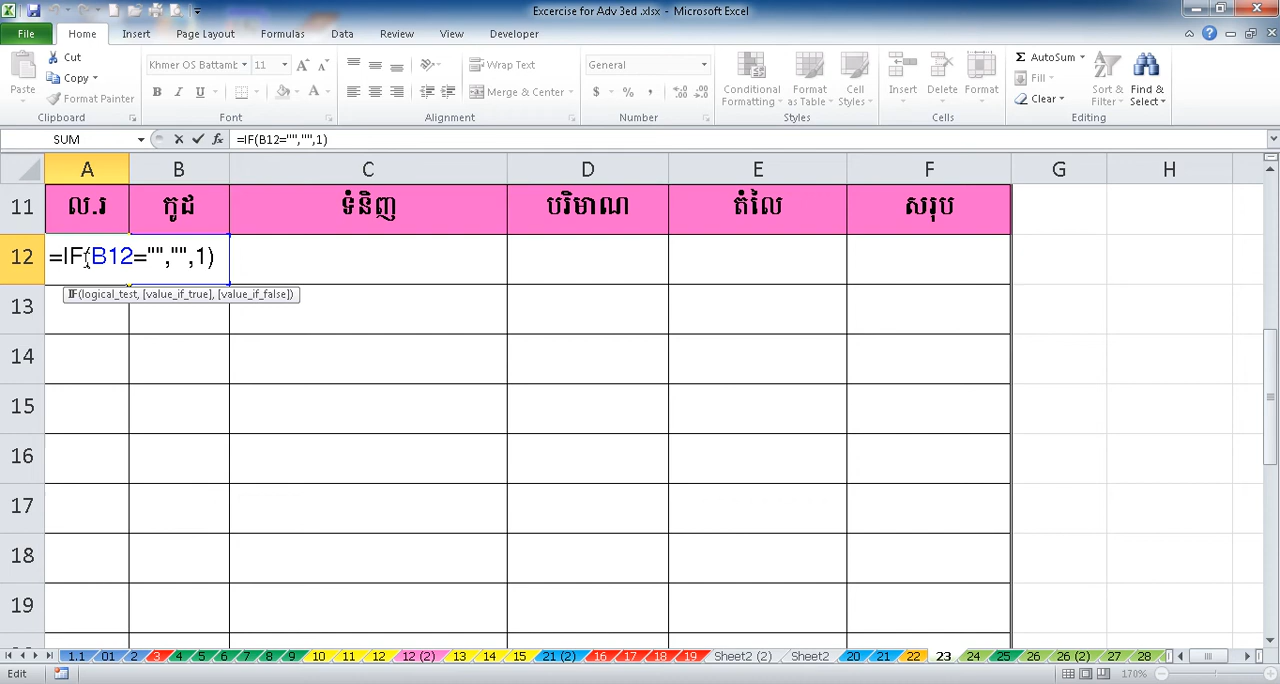 Excercise for Adv 3ed .xlsx - Microsoft Excel
File Home Insert Page Layout Formulas Data Review View Developer
Paste
Cut
Copy
Format Painter
Clipboard
Khmer OS Battamb 11
B I U A
Font
Wrap Text
Merge & Center
Alignment
General
$ % ,
Number
Conditional Formatting
Format as Table
Cell Styles
Styles
Insert Delete Format
Cells
Σ AutoSum
Fill
Clear
Sort & Filter
Find & Select
Editing
SUM fx =IF(B12="","",1)
A B C D E F G H
11 ល.រ កូដ ទំនិញ បរិមាណ តំលៃ សរុប
12 =IF(B12="","",1)
IF(logical_test, [value_if_true], [value_if_false])
13
14
15
16
17
18
19
1.1 01 2 3 4 5 6 7 8 9 10 11 12 12 (2) 13 14 15 21 (2) 16 17 18 19 Sheet2 (2) Sheet2 20 21 22 23 24 25 26 26 (2) 27 28
Edit 170%